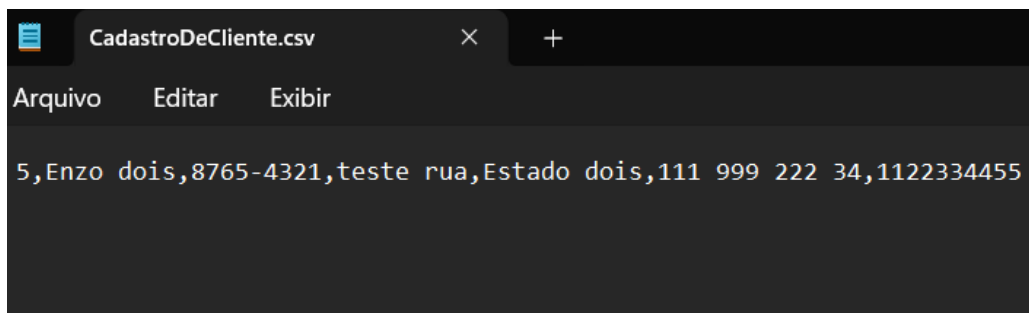 CadastroDeCliente.csv
Arquivo Editar Exibir
5,Enzo dois,8765-4321,teste rua,Estado dois,111 999 222 34,1122334455